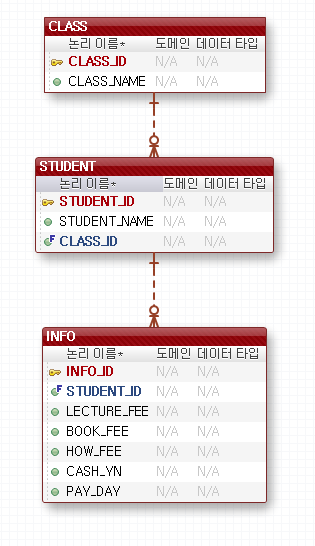 CLASS
논리 이름* 도메인 데이터 타입
CLASS_ID N/A N/A
CLASS_NAME N/A N/A
STUDENT
논리 이름* 도메인 데이터 타입
STUDENT_ID N/A N/A
STUDENT_NAME N/A N/A
F CLASS_ID N/A N/A
INFO
논리 이름* 도메인 데이터 타입
INFO_ID N/A N/A
F STUDENT_ID N/A N/A
LECTURE_FEE N/A N/A
BOOK_FEE N/A N/A
HOW_FEE N/A N/A
CASH_YN N/A N/A
PAY_DAY N/A N/A